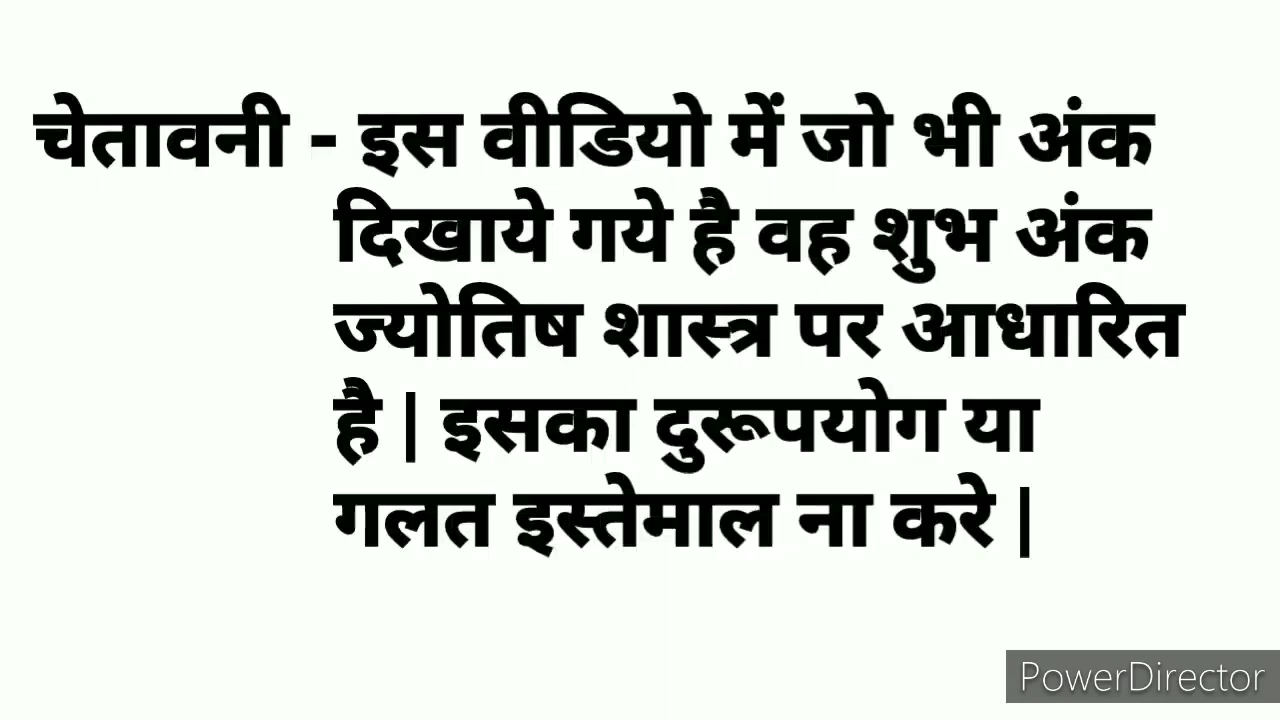 चेतावनी - इस वीडियो में जो भी अंक
दिखाये गये है वह शुभ अंक
ज्योतिष शास्त्र पर आधारित
है | इसका दुरूपयोग या
गलत इस्तेमाल ना करे |
PowerDirector